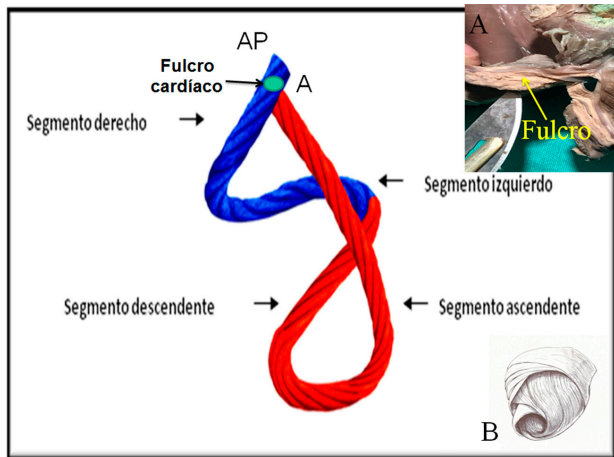 AP
Fulcro
cardíaco
A
Segmento derecho
Segmento izquierdo
Segmento descendente
Segmento ascendente
A
Fulcro
B